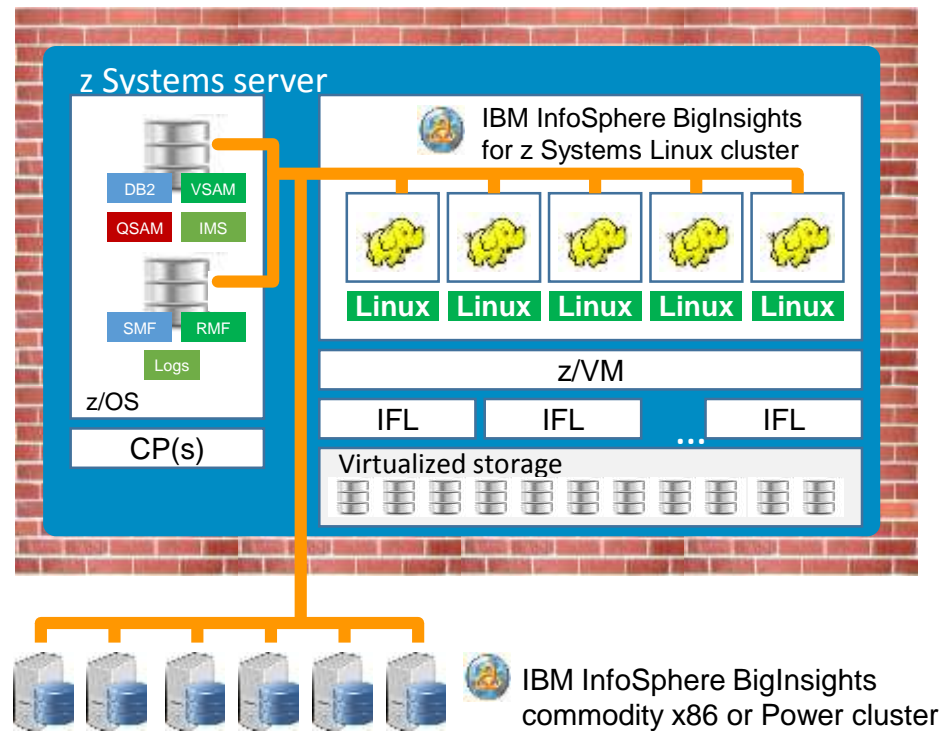 z Systems server
IBM InfoSphere BigInsights
for z Systems Linux cluster
DB2 VSAM
QSAM IMS
SMF RMF
Logs
z/OS
CP(s)
Linux Linux Linux Linux Linux
z/VM
IFL IFL ... IFL
Virtualized storage
IBM InfoSphere BigInsights
commodity x86 or Power cluster